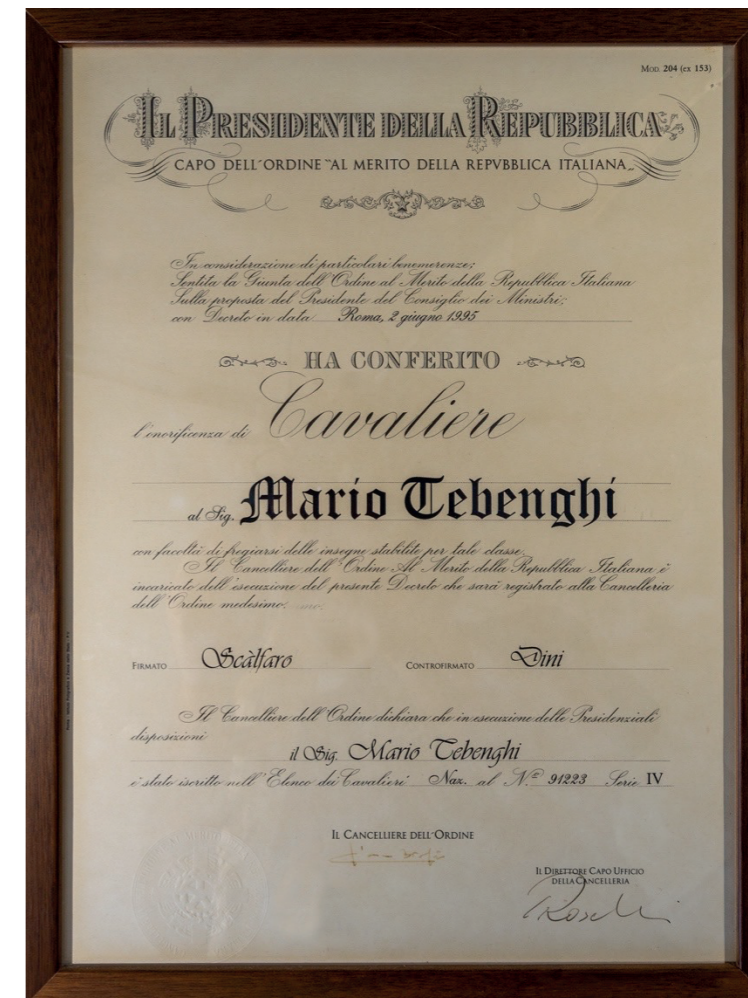 MOD. 204 (ex 153)
IL PRESIDENTE DELLA REPUBBLICA
CAPO DELL'ORDINE "AL MERITO DELLA REPVBBLICA ITALIANA„
In considerazione di particolari benemerenze;
Sentita la Giunta dell'Ordine al Merito della Repubblica Italiana
Sulla proposta del Presidente del Consiglio dei Ministri;
con Decreto in data Roma, 2 giugno 1995
HA CONFERITO
l'onorificenza di Cavaliere
al Sig. Mario Tebenghi
con facoltà di fregiarsi delle insegne stabilite per tale classe.
Il Cancelliere dell'Ordine Al Merito della Repubblica Italiana è
incaricato dell'esecuzione del presente Decreto che sarà registrato alla Cancelleria
dell'Ordine medesimo.
FIRMATO Scàlfaro CONTROFIRMATO Dini
Il Cancelliere dell'Ordine dichiara che in esecuzione delle Presidenziali
disposizioni
il Sig. Mario Tebenghi
è stato iscritto nell'Elenco dei Cavalieri Naz. al N.º 91223 Serie IV
IL CANCELLIERE DELL'ORDINE
IL DIRETTORE CAPO UFFICIO
DELLA CANCELLERIA